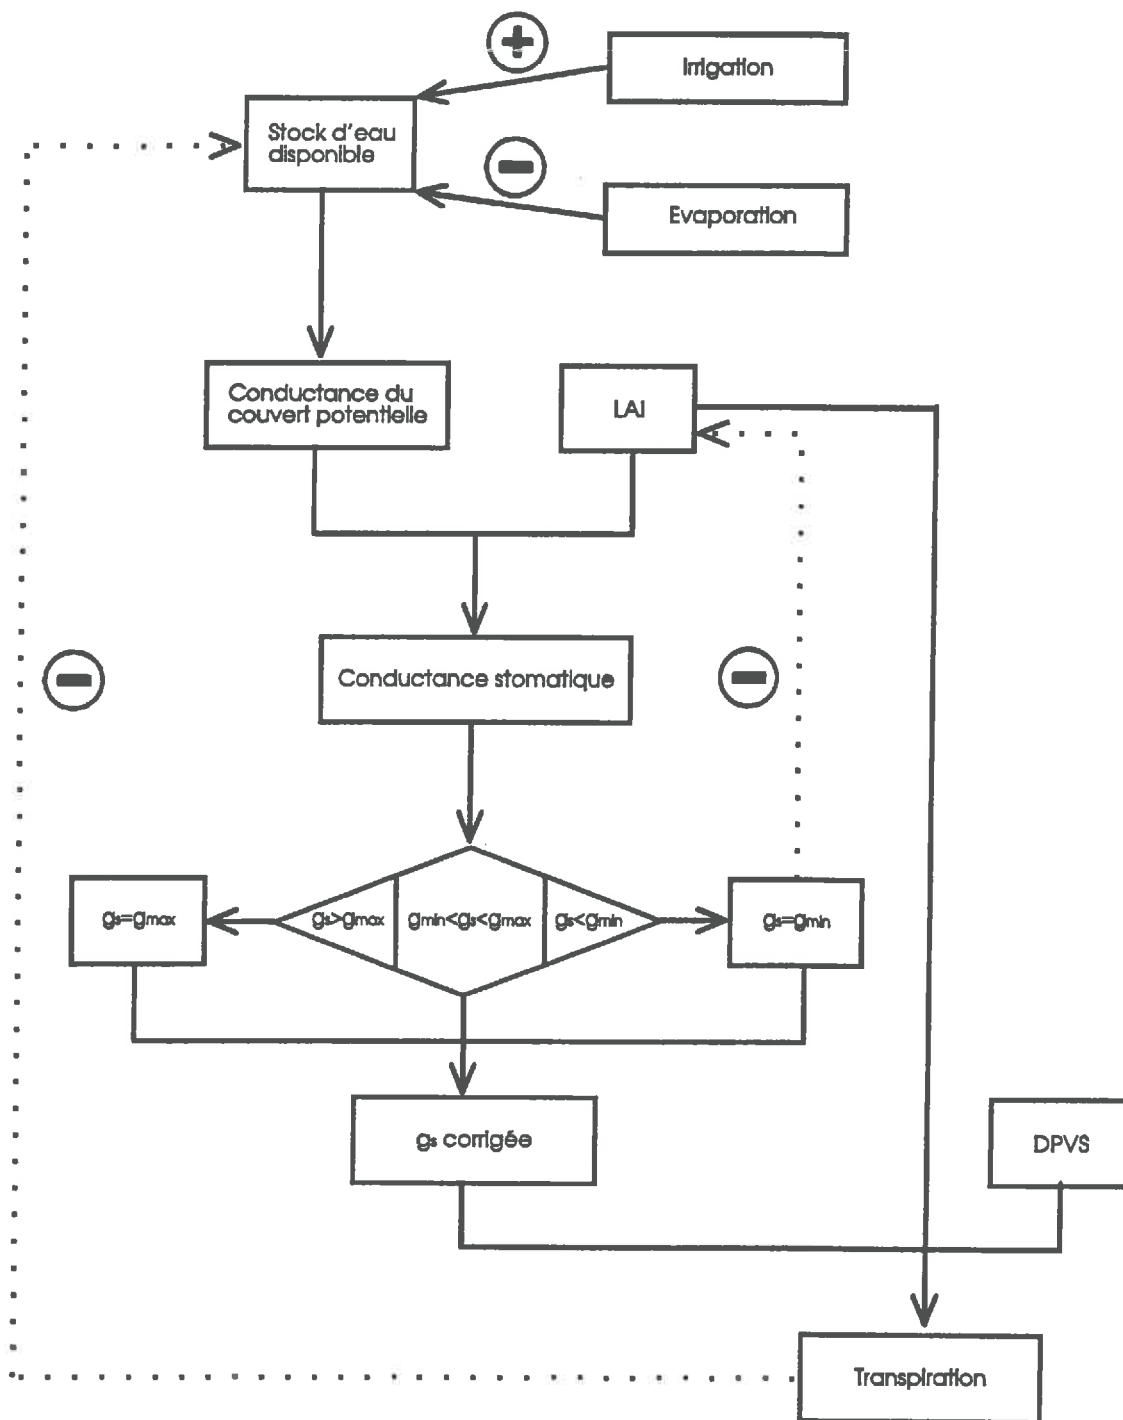 Irrigation
Stock d'eau
disponible
Evaporation
Conductance du
couvert potentielle
LAI
Conductance stomatique
gs=gmax
gs>gmax
gmin<gs<gmax
gs<gmin
gs=gmin
gs corrigée
DPVS
Transpiration